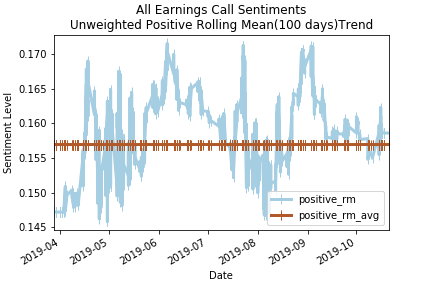 All Earnings Call Sentiments
Unweighted Positive Rolling Mean(100 days)Trend
Sentiment Level
0.170
0.165
0.160
0.155
0.150
0.145
positive_rm
positive_rm_avg
2019-04
2019-05
2019-06
2019-07
2019-08
2019-09
2019-10
Date